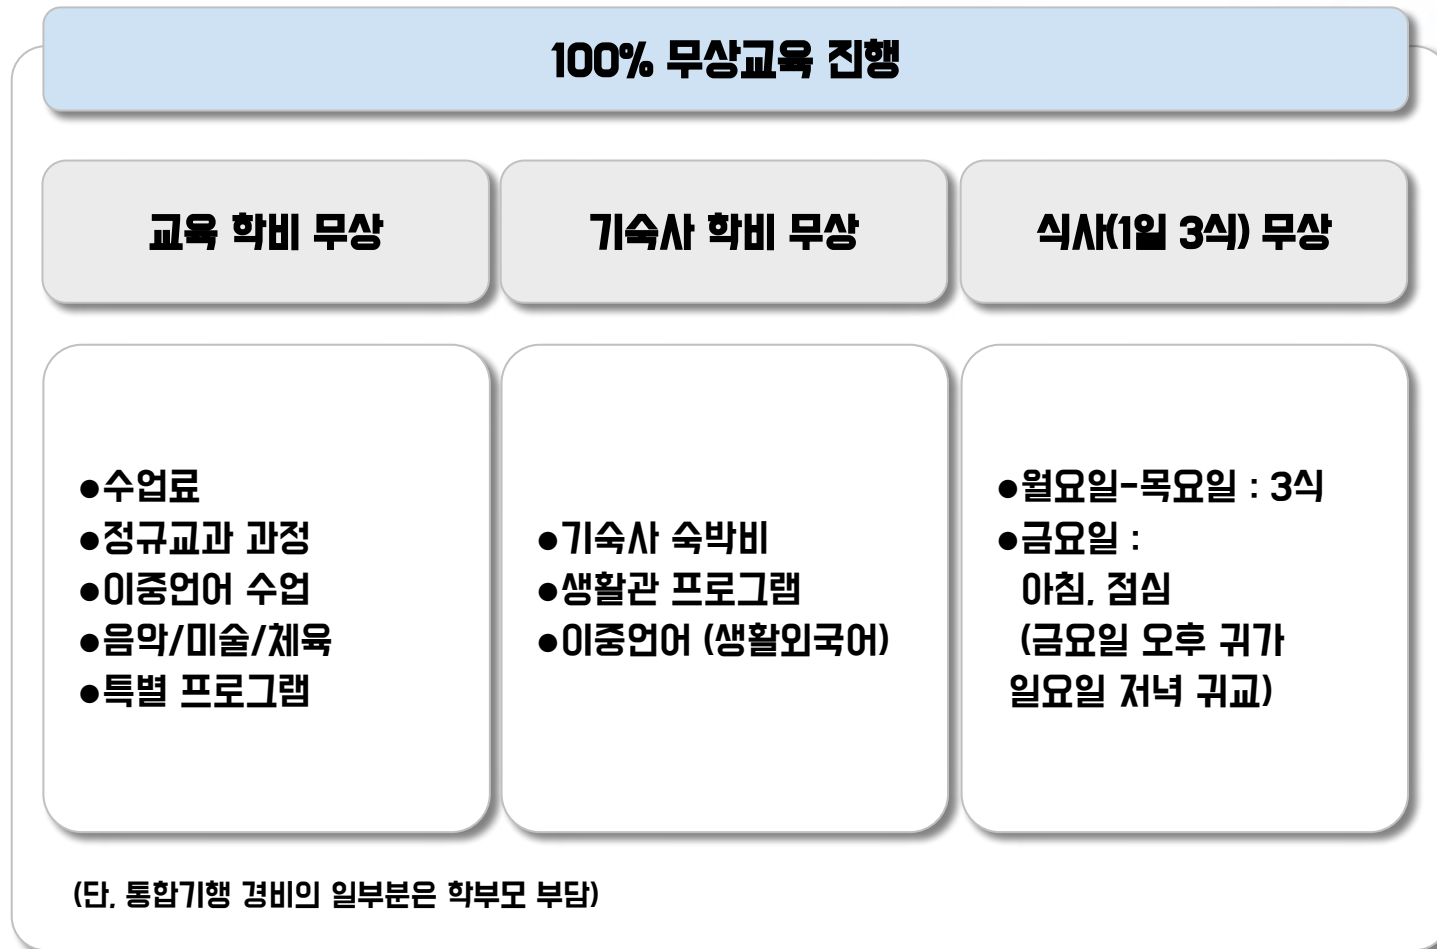 100% 무상교육 진행
교육 학비 무상
기숙사 학비 무상
식사(1일 3식) 무상
●수업료
●정규교과 과정
●이중언어 수업
●음악/미술/체육
●특별 프로그램
●기숙사 숙박비
●생활관 프로그램
●이중언어 (생활외국어)
●월요일-목요일 : 3식
●금요일 :
아침, 점심
(금요일 오후 귀가
일요일 저녁 귀교)
(단, 통합기행 경비의 일부분은 학부모 부담)